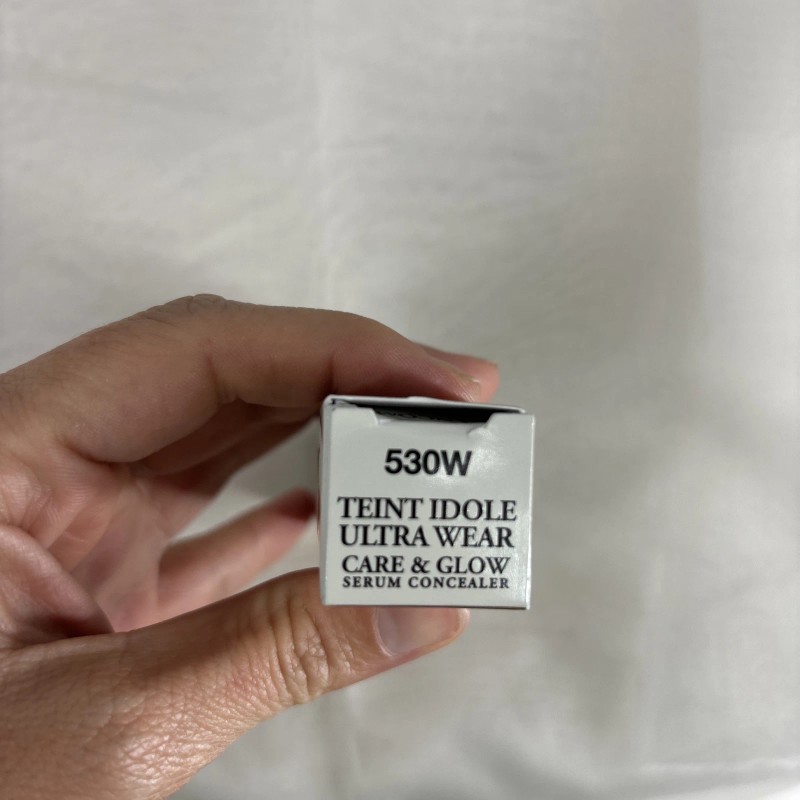 530W
TEINT IDOLE
ULTRA WEAR
CARE & GLOW
SERUM CONCEALER